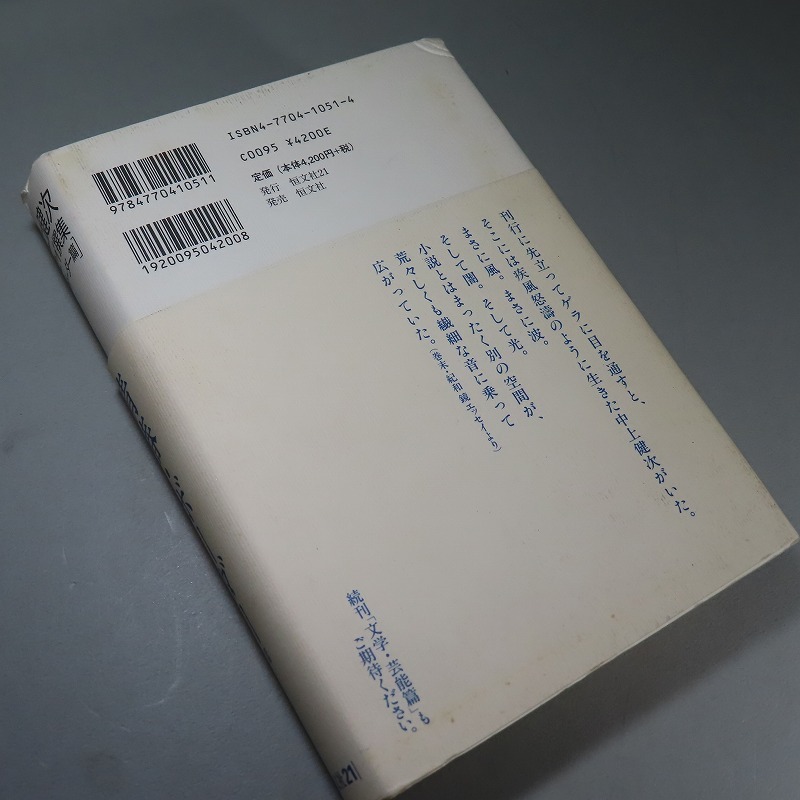 ISBN4-7704-1051-4
C0095 ¥4200E
定価(本体4,200円+税)
発行 恒文社21
発売 恒文社
9784770410511
1920095042008
刊行に先立ってゲラに目を通すと、
そこには疾風怒濤のように生きた中上健次がいた。
まさに風。まさに波。
そして闇。そして光。
小説とはまったく別の空間が、
荒々しくも繊細な音に乗って
広がっていた。(巻末・紀和鏡エッセイより)
続刊「文学・芸能篇」も
ご期待ください。
次
集
21